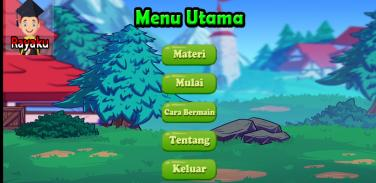 Menu Utama
Rayaku
Materi
Mulai
Cara Bermain
Tentang
Keluar